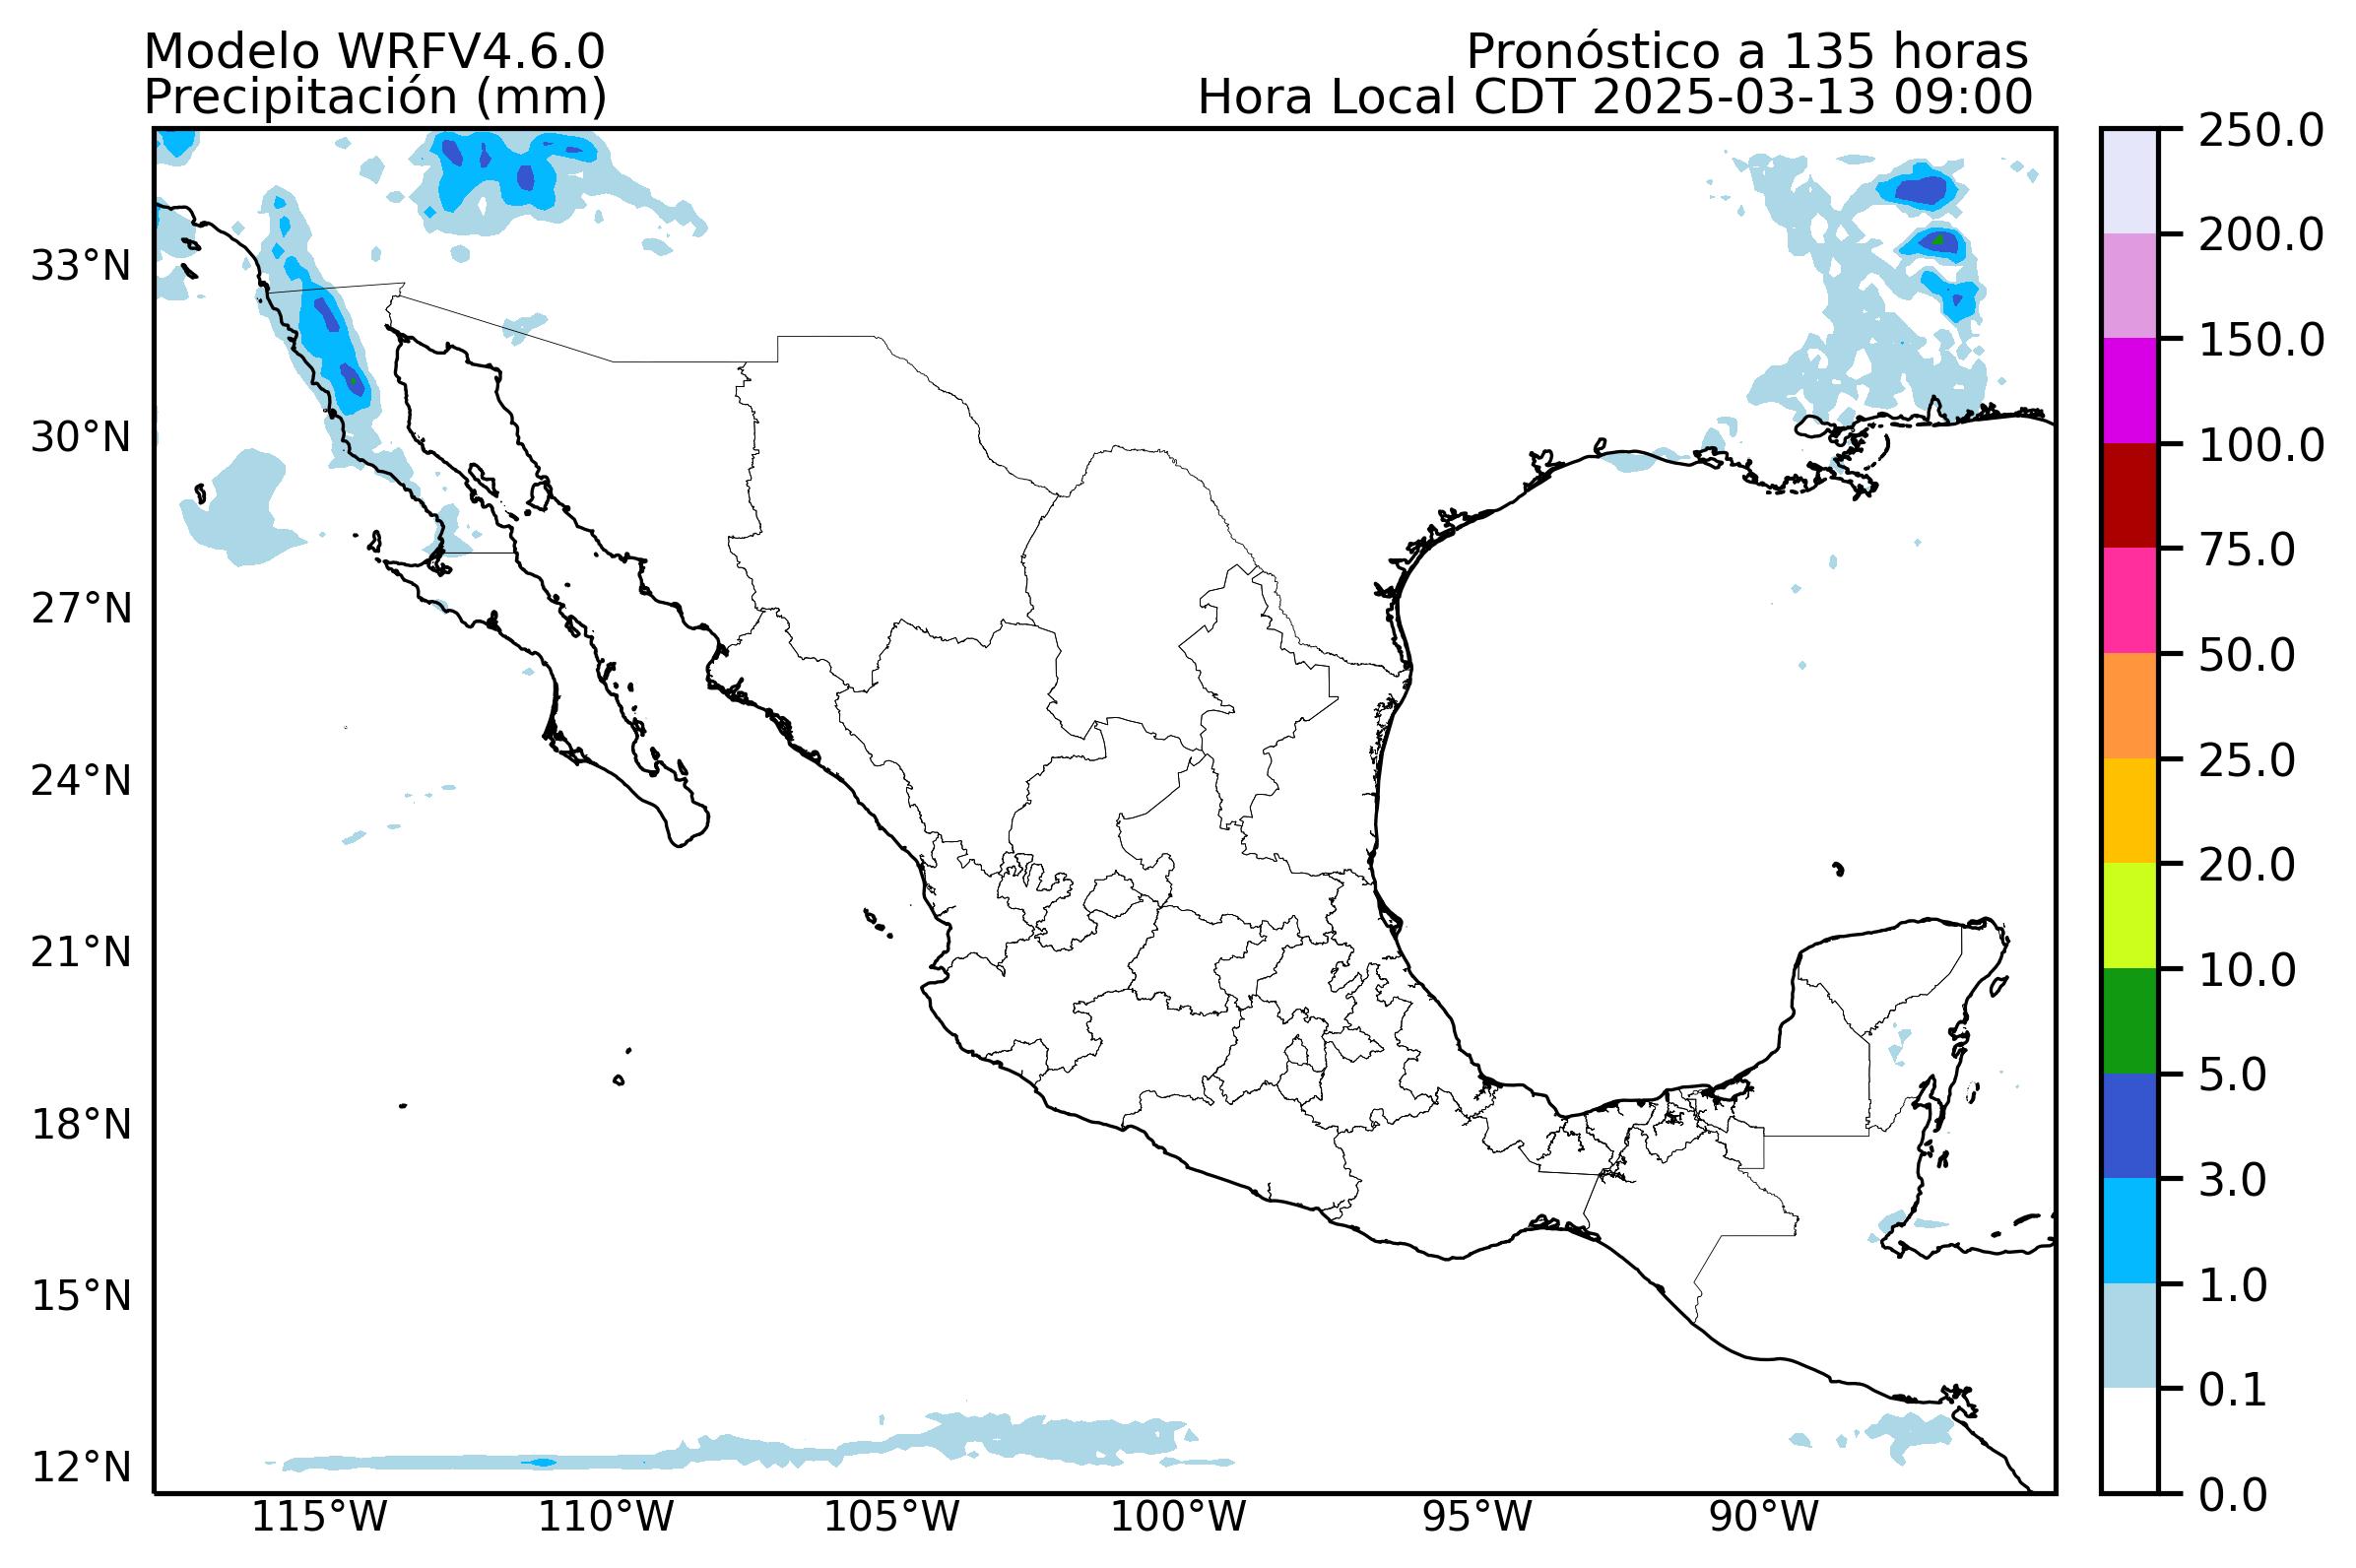 Modelo WRFV4.6.0
Pronóstico a 135 horas
Precipitación (mm)
Hora Local CDT 2025-03-13 09:00
33°N
30°N
27°N
24°N
21°N
18°N
15°N
12°N
115°W
110°W
105°W
100°W
95°W
90°W
250.0
200.0
150.0
100.0
75.0
50.0
25.0
20.0
10.0
5.0
3.0
1.0
0.1
0.0